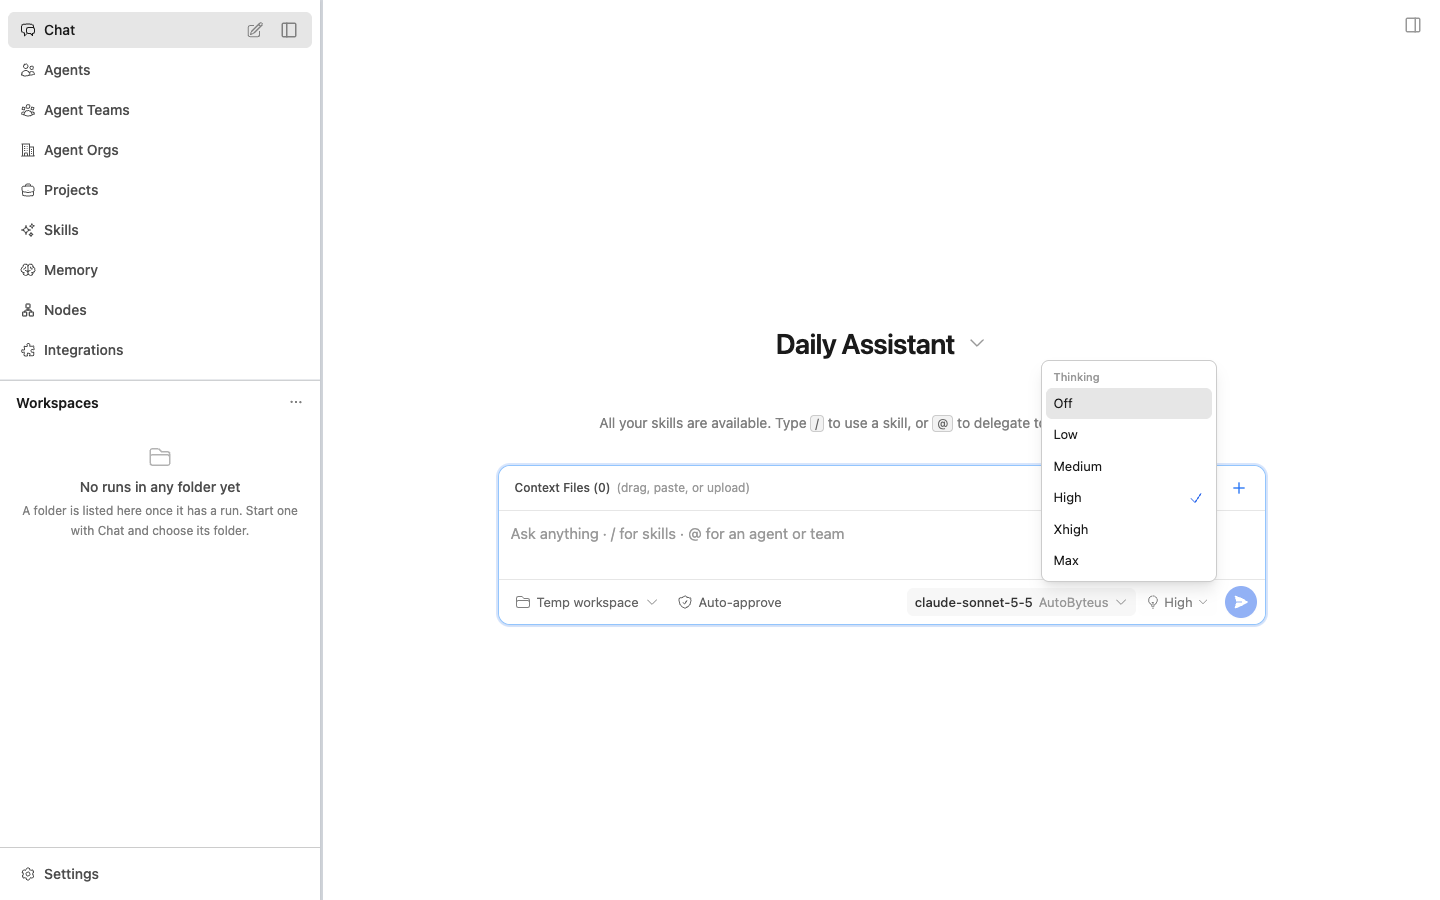 Chat
Agents
Agent Teams
Agent Orgs
Projects
Skills
Memory
Nodes
Integrations
Workspaces
No runs in any folder yet
A folder is listed here once it has a run. Start one
with Chat and choose its folder.
Settings
Daily Assistant
All your skills are available. Type / to use a skill, or @ to delegate
Context Files (0) (drag, paste, or upload)
Ask anything · / for skills · @ for an agent or team
Temp workspace
Auto-approve
claude-sonnet-5-5 AutoByteus
High
Thinking
Off
Low
Medium
High
Xhigh
Max